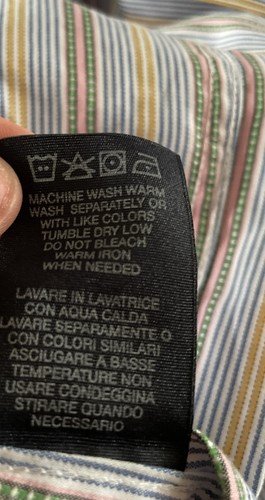 MACHINE WASH WARM
WASH SEPARATELY OR
WITH LIKE COLORS
TUMBLE DRY LOW
DO NOT BLEACH
WARM IRON
WHEN NEEDED
LAVARE IN LAVATRICE
CON AQUA CALDA
LAVARE SEPARAMENTE O
CON COLORI SIMILARI
ASCIUGARE A BASSE
TEMPERATURE NON
USARE CONDEGGINA
STIRARE QUANDO
NECESSARIO